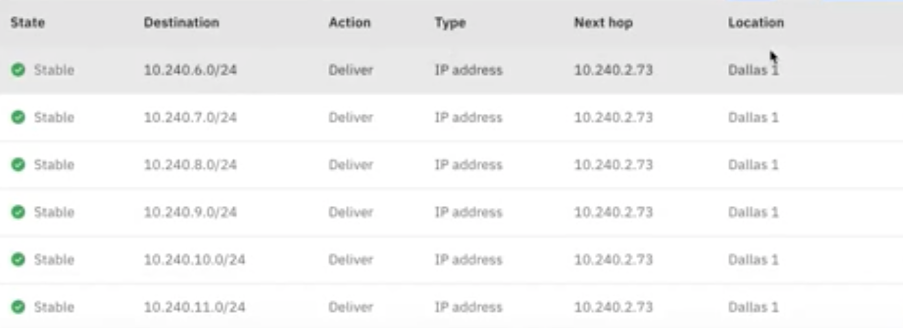 State Destination Action Type Next hop Location
Stable 10.240.6.0/24 Deliver IP address 10.240.2.73 Dallas 1
Stable 10.240.7.0/24 Deliver IP address 10.240.2.73 Dallas 1
Stable 10.240.8.0/24 Deliver IP address 10.240.2.73 Dallas 1
Stable 10.240.9.0/24 Deliver IP address 10.240.2.73 Dallas 1
Stable 10.240.10.0/24 Deliver IP address 10.240.2.73 Dallas 1
Stable 10.240.11.0/24 Deliver IP address 10.240.2.73 Dallas 1